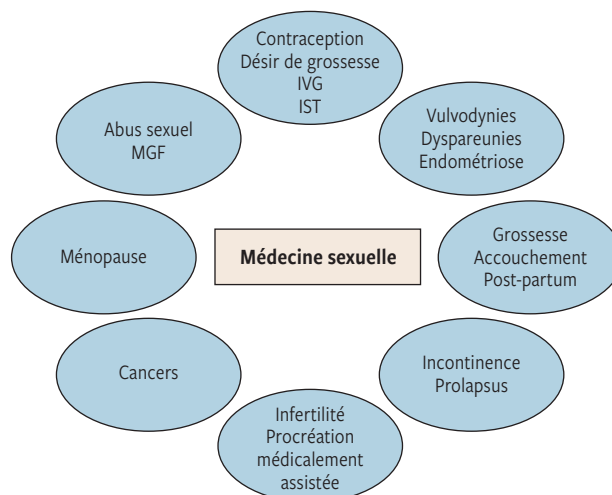 Contraception
Désir de grossesse
IVG
IST
Vulvodynies
Dyspareunies
Endométriose
Grossesse
Accouchement
Post-partum
Incontinence
Prolapsus
Infertilité
Procréation
médicalement
assistée
Cancers
Ménopause
Abus sexuel
MGF
Médecine sexuelle